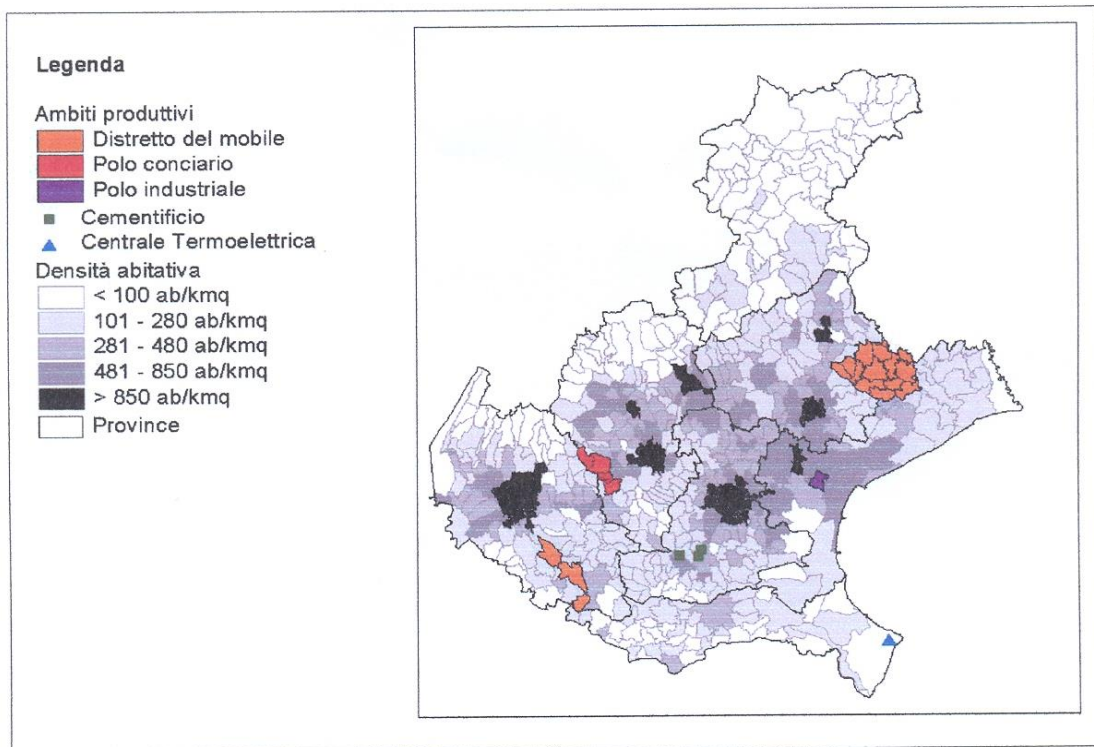 Legenda
Ambiti produttivi
Distretto del mobile
Polo conciario
Polo industriale
Cementificio
Centrale Termoelettrica
Densità abitativa
< 100 ab/kmq
101 - 280 ab/kmq
281 - 480 ab/kmq
481 - 850 ab/kmq
> 850 ab/kmq
Province